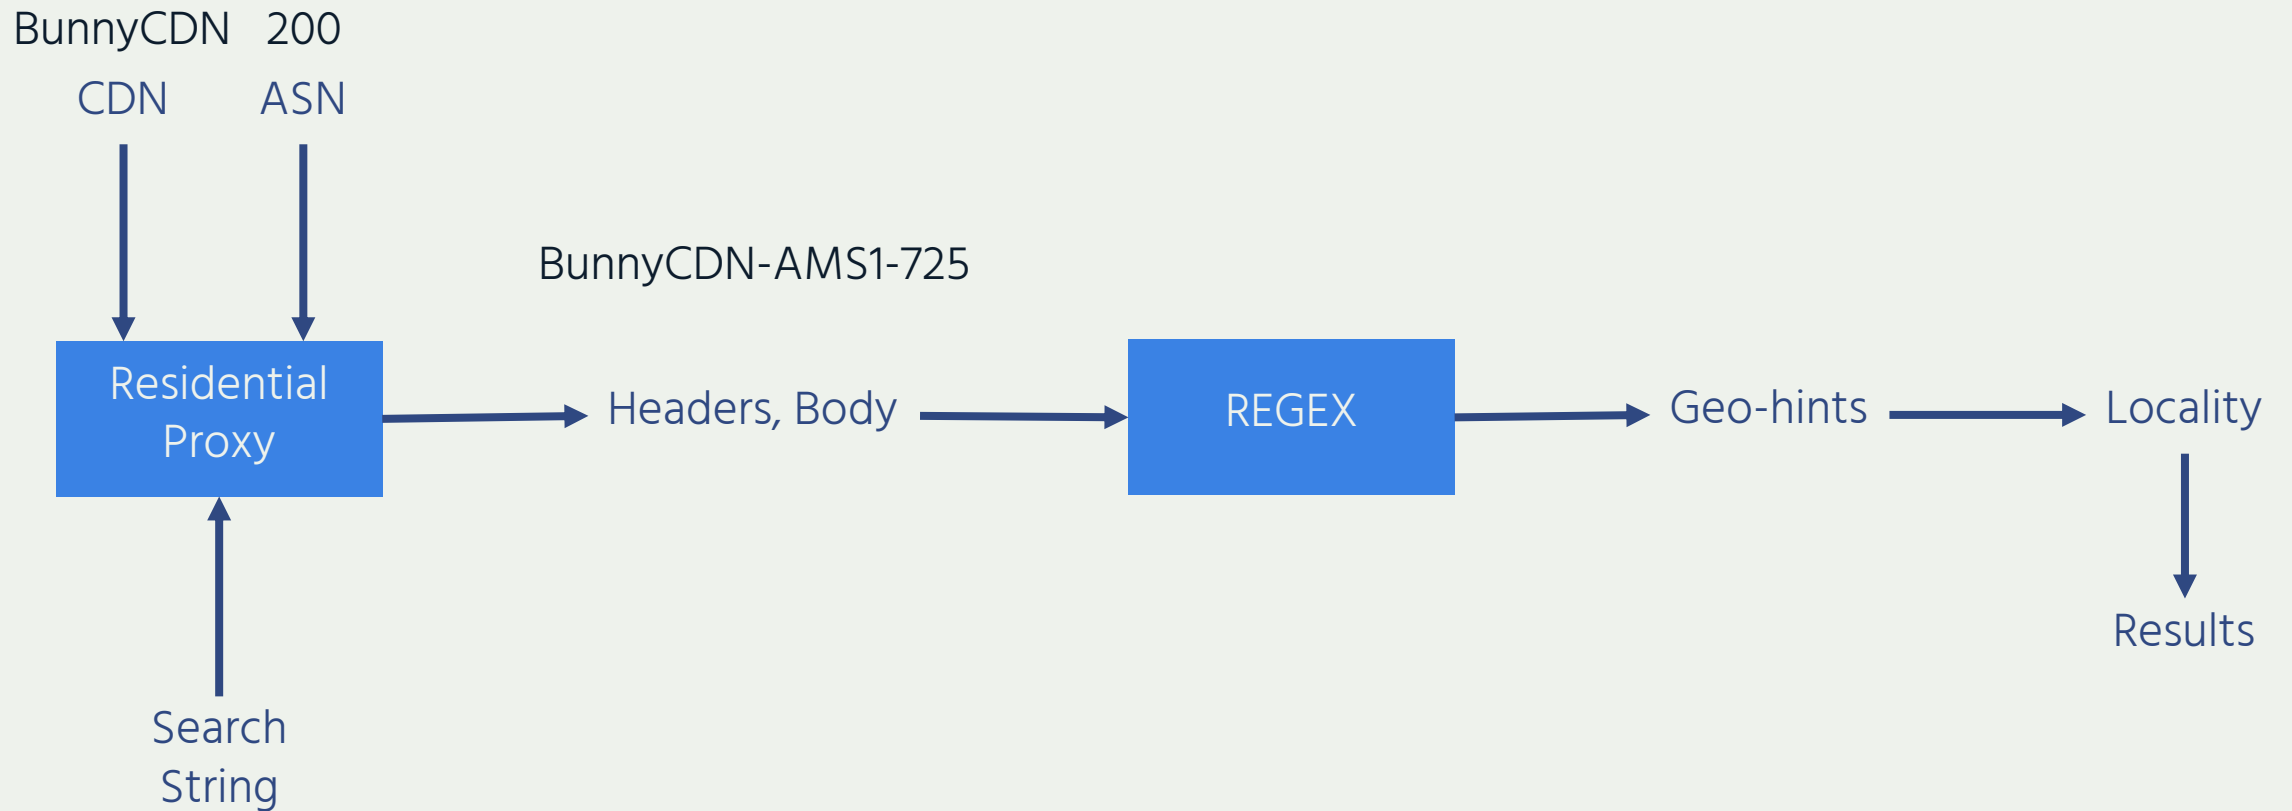 BunnyCDN 200
CDN ASN
BunnyCDN-AMS1-725
Residential
Proxy
Headers, Body
REGEX
Geo-hints
Locality
Results
Search
String